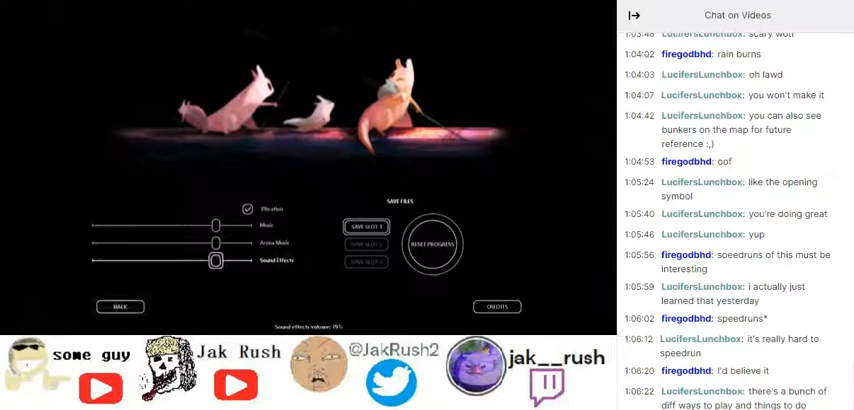 Chat on Videos
1:03:48 LucifersLunchbox: scary wotr
1:04:02 firegodbhd: rain burns
1:04:03 LucifersLunchbox: oh lawd
1:04:07 LucifersLunchbox: you won't make it
1:04:42 LucifersLunchbox: you can also see
bunkers on the map for future
reference :,)
1:04:53 firegodbhd: oof
1:05:24 LucifersLunchbox: like the opening
symbol
1:05:40 LucifersLunchbox: you're doing great
1:05:46 LucifersLunchbox: yup
1:05:56 firegodbhd: soeedruns of this must be
interesting
1:05:59 LucifersLunchbox: i actually just
learned that yesterday
1:06:02 firegodbhd: speedruns*
1:06:12 LucifersLunchbox: it's really hard to
speedrun
1:06:20 firegodbhd: I'd believe it
1:06:22 LucifersLunchbox: there's a bunch of
diff ways to play and things to do
SAVE FILES
Vibration
Music
Arena Music
Sound Effects
SAVE SLOT 1
SAVE SLOT 2
SAVE SLOT 3
RESET PROGRESS
BACK
CREDITS
Sound effects volume: 79%
some guy
Jak Rush
@JakRush2
jak__rush